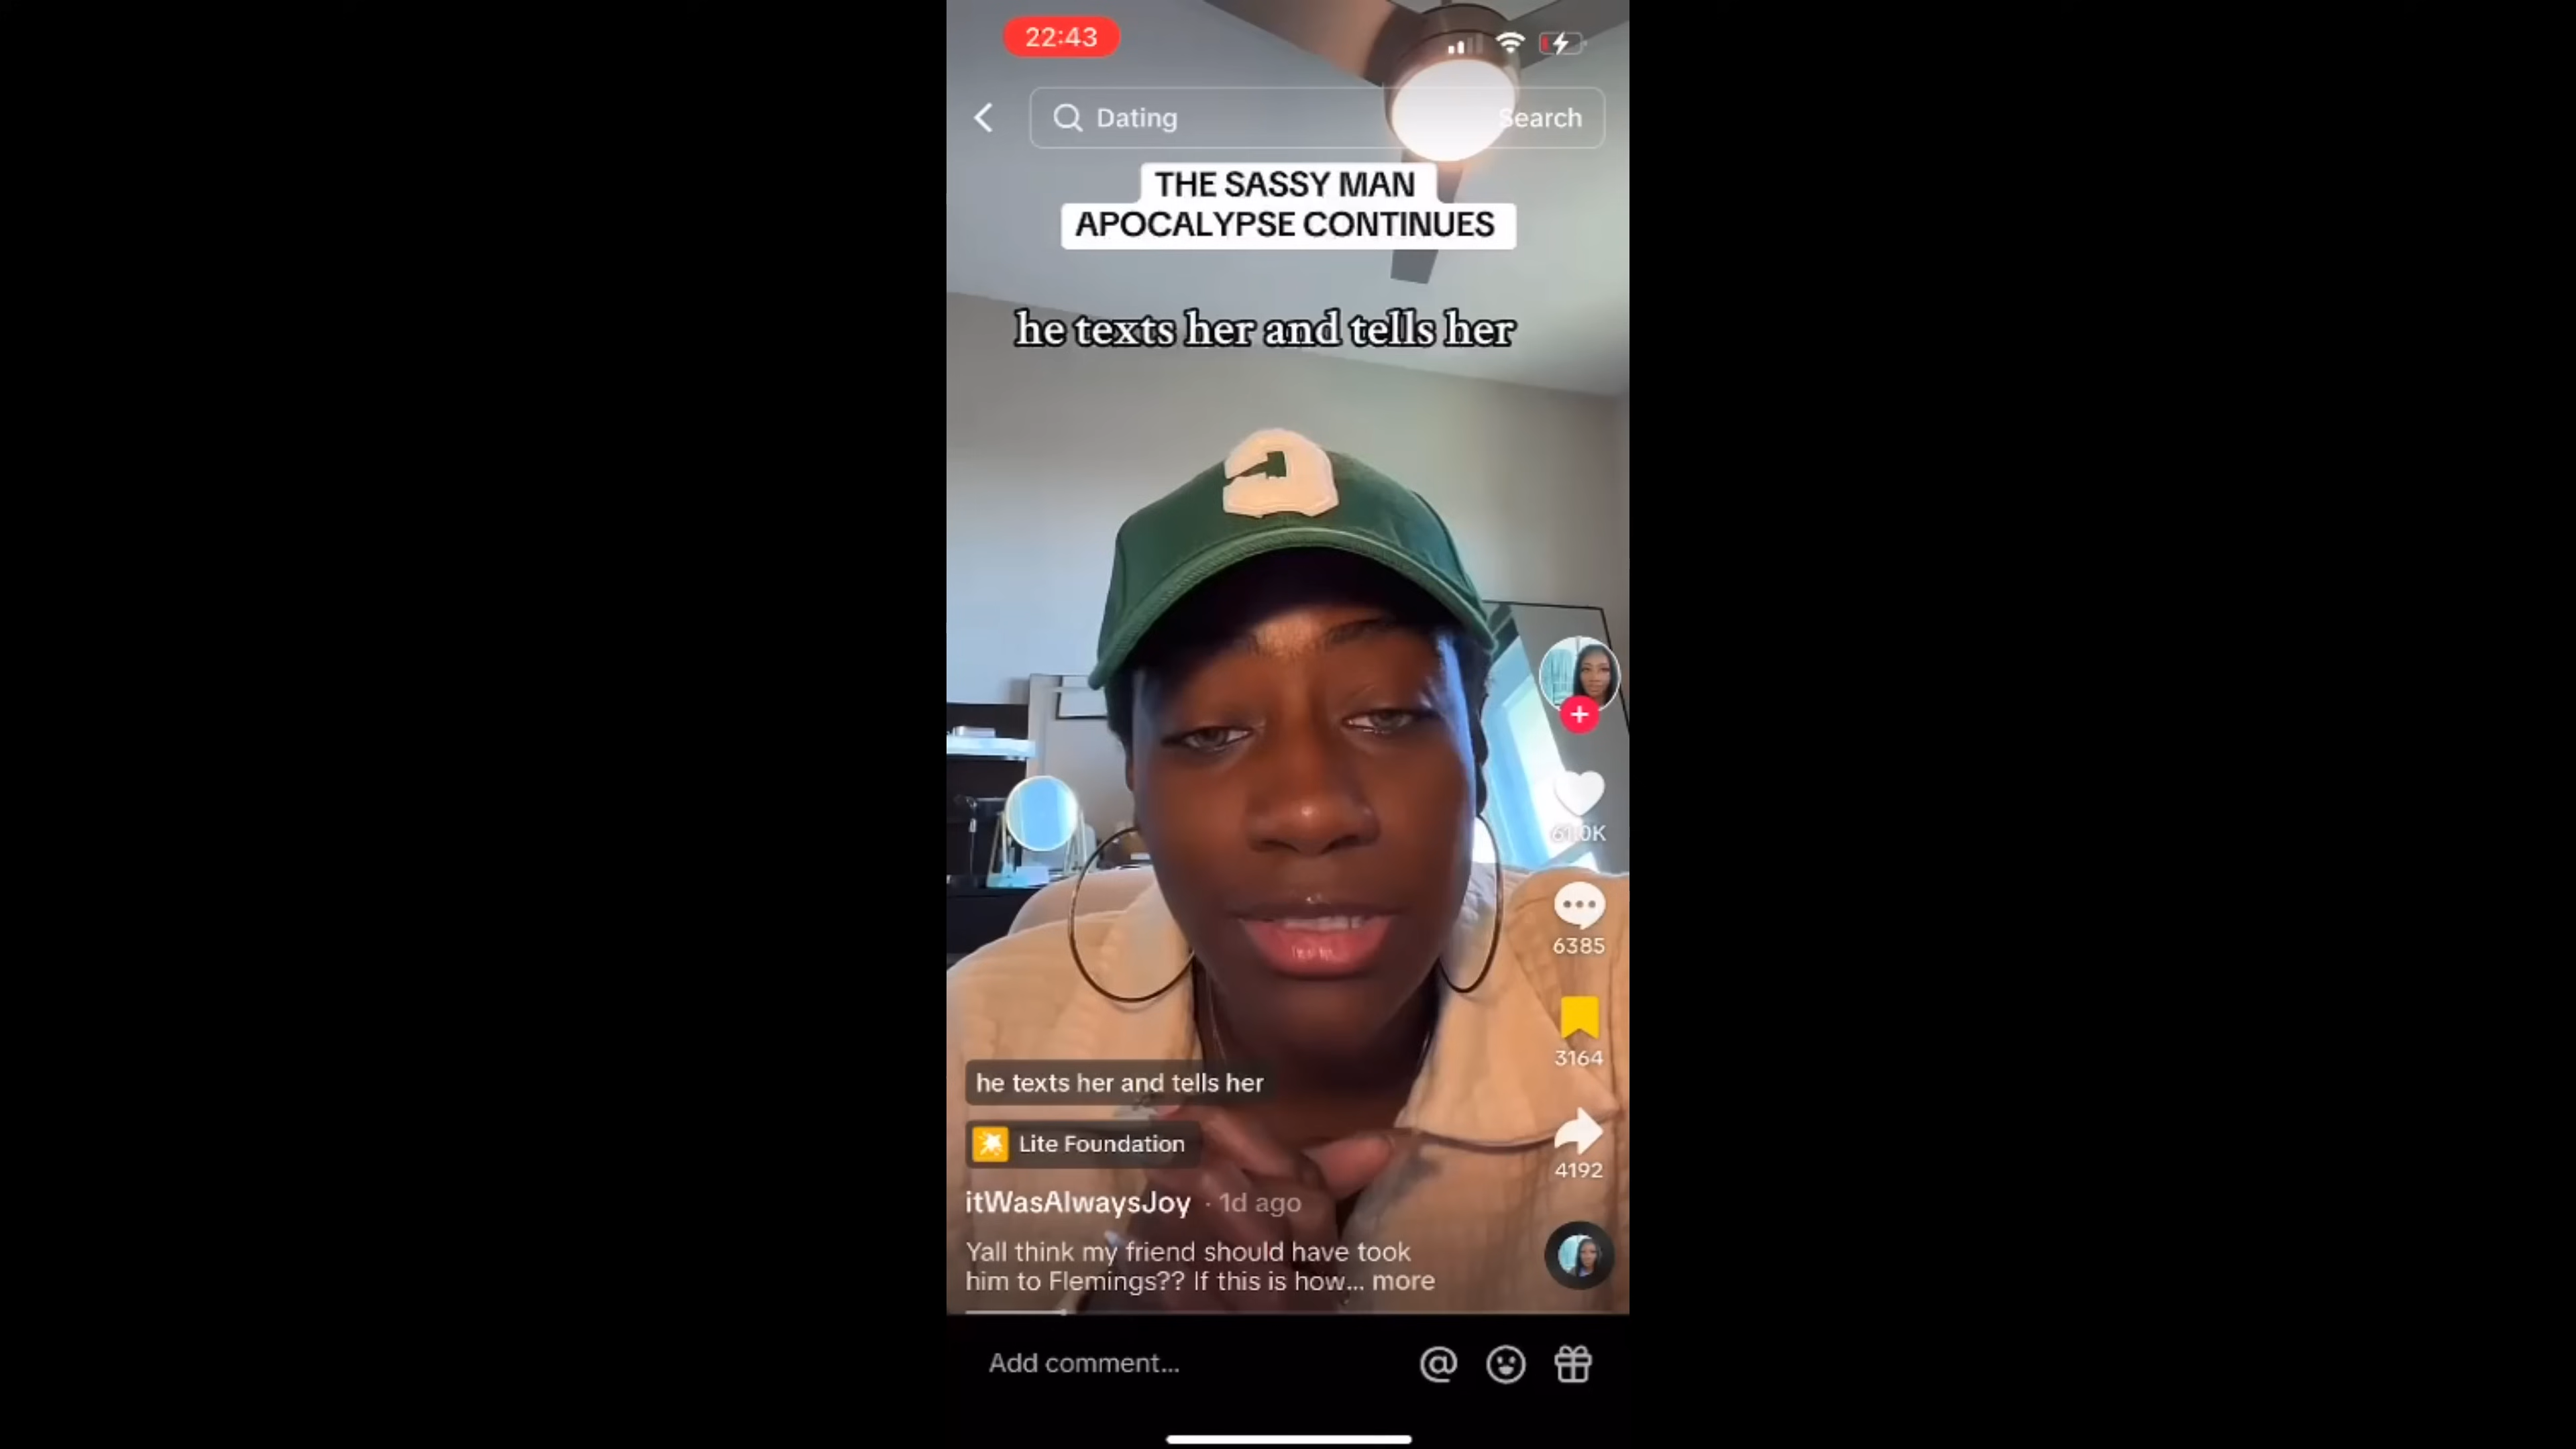 22:43
Dating
Search
THE SASSY MAN
APOCALYPSE CONTINUES
he texts her and tells her
61.0K
6385
3164
he texts her and tells her
Lite Foundation
4192
itWasAlwaysJoy · 1d ago
Yall think my friend should have took
him to Flemings?? If this is how... more
Add comment...